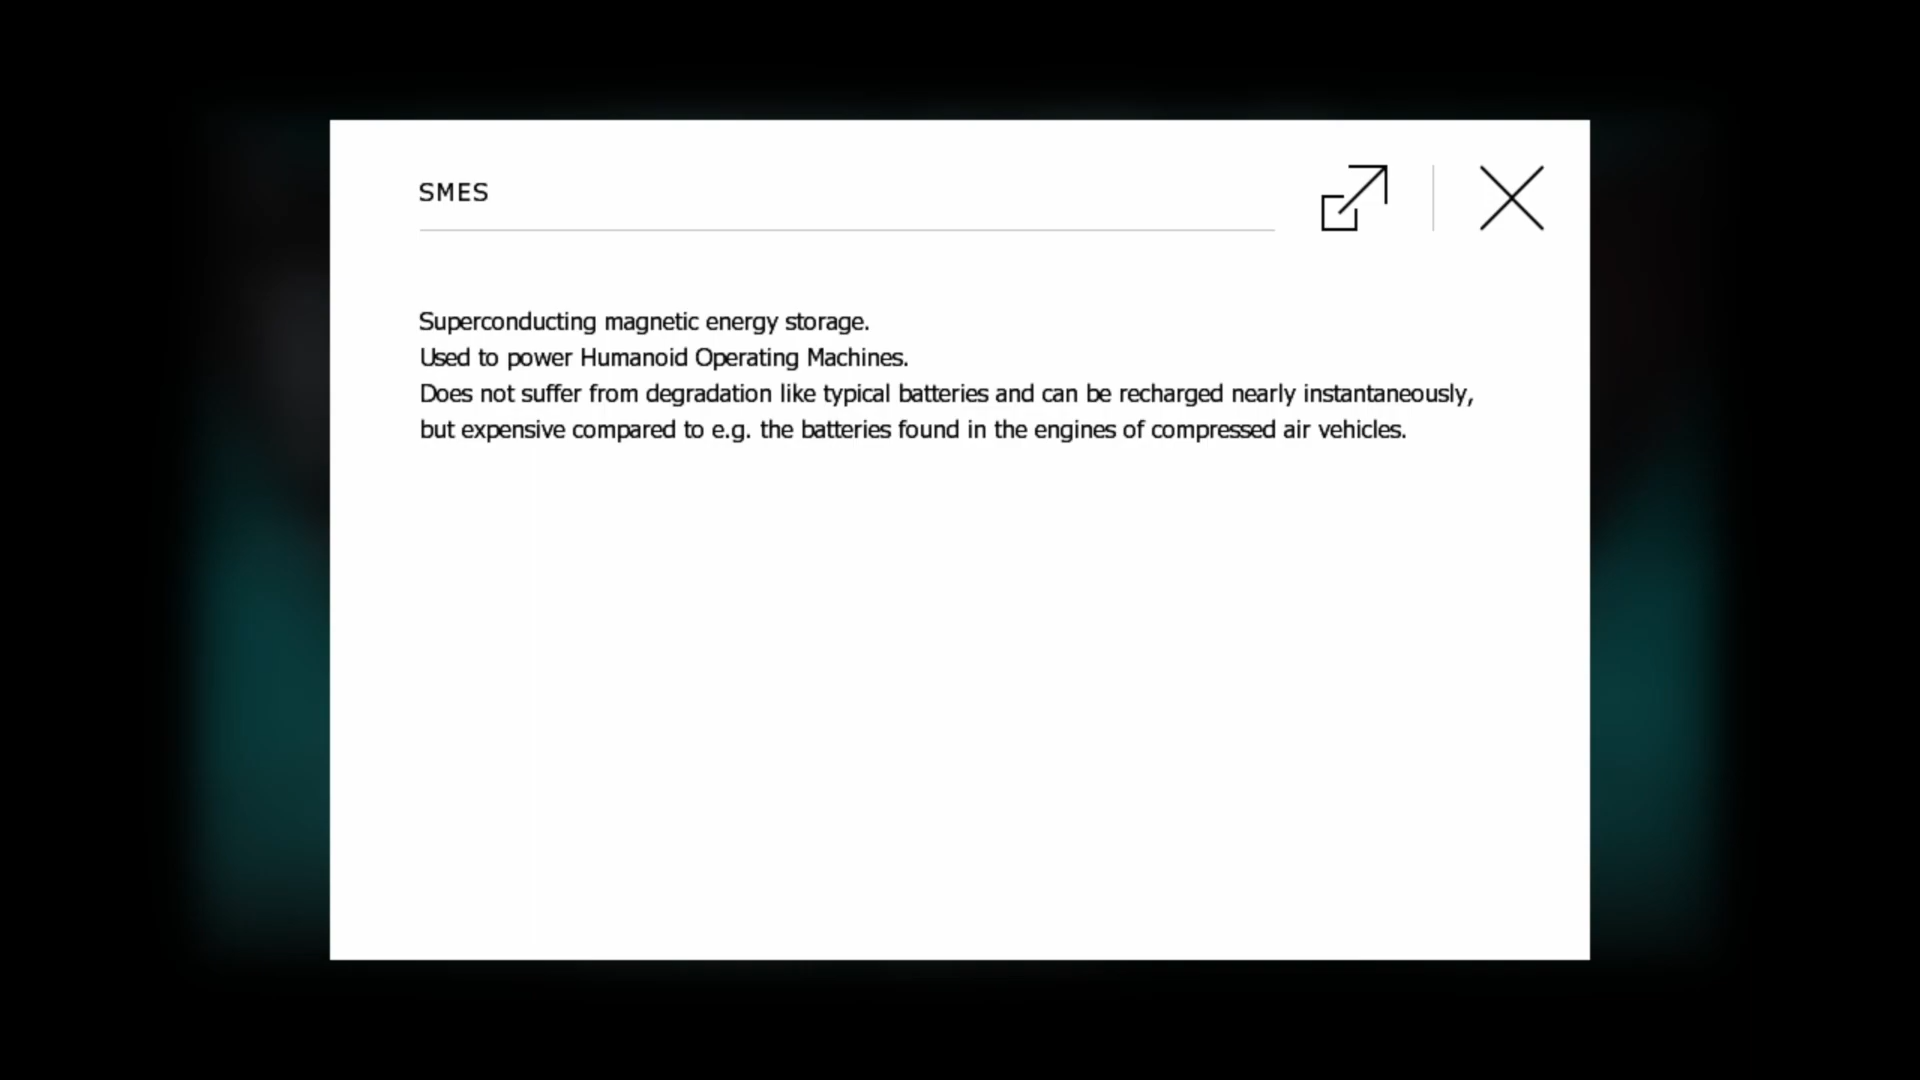 SMES
Superconducting magnetic energy storage.
Used to power Humanoid Operating Machines.
Does not suffer from degradation like typical batteries and can be recharged nearly instantaneously,
but expensive compared to e.g. the batteries found in the engines of compressed air vehicles.